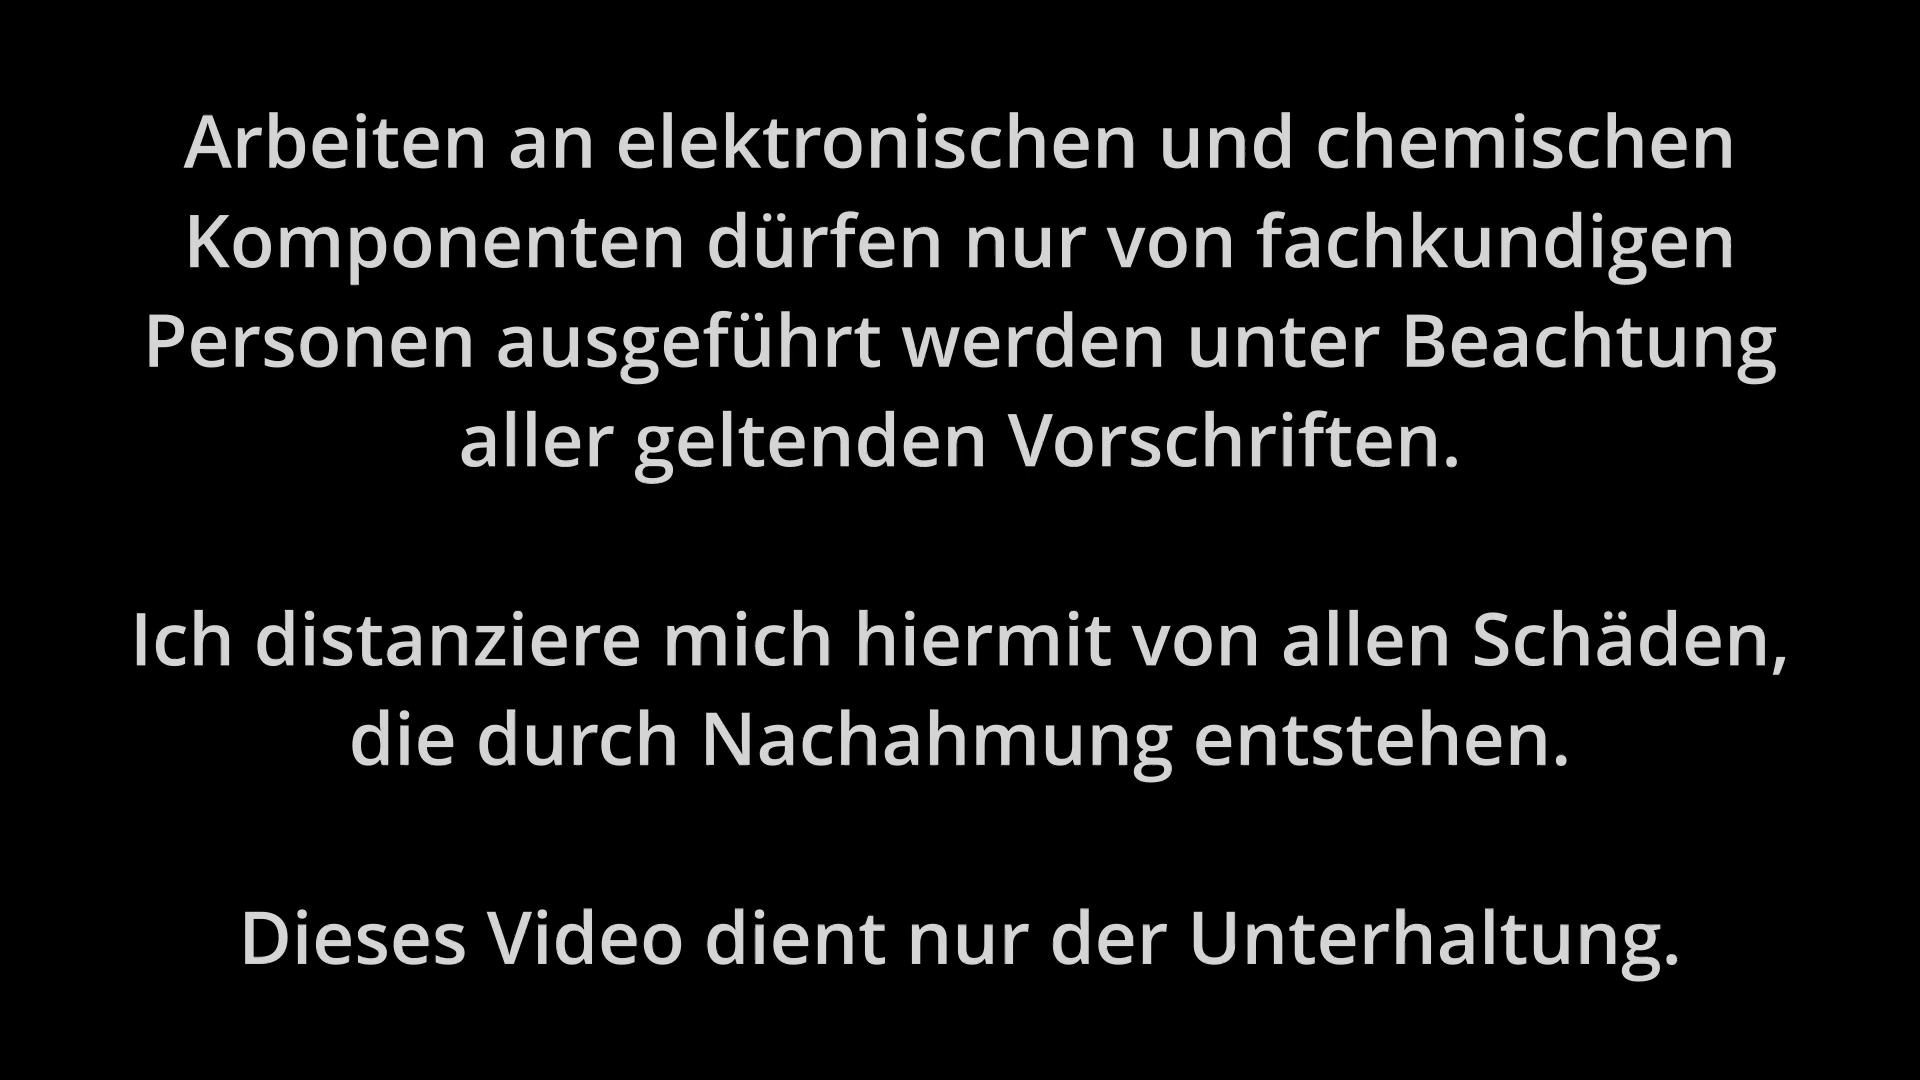 Arbeiten an elektronischen und chemischen
Komponenten dürfen nur von fachkundigen
Personen ausgeführt werden unter Beachtung
aller geltenden Vorschriften.
Ich distanziere mich hiermit von allen Schäden,
die durch Nachahmung entstehen.
Dieses Video dient nur der Unterhaltung.